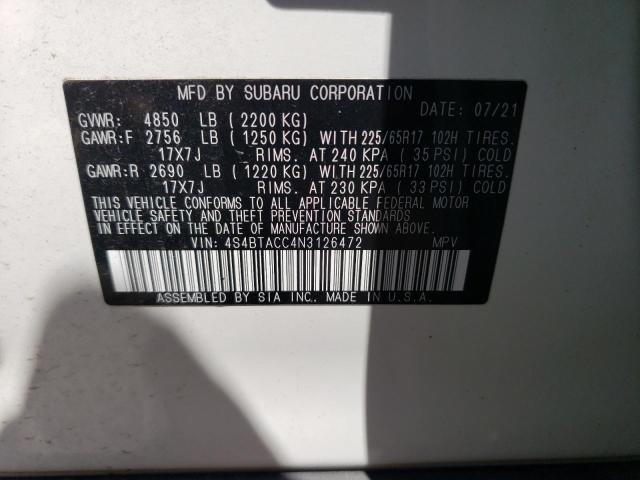 MFD BY SUBARU CORPORATION
DATE: 07/21
GVWR: 4850 LB (2200 KG)
GAWR:F 2756 LB (1250 KG) WITH 225/65R17 102H TIRES.
17X7J RIMS. AT 240 KPA (35 PSI) COLD
GAWR:R 2690 LB (1220 KG) WITH 225/65R17 102H TIRES.
17X7J RIMS. AT 230 KPA (33 PSI) COLD
THIS VEHICLE CONFORMS TO ALL APPLICABLE FEDERAL MOTOR
VEHICLE SAFETY AND THEFT PREVENTION STANDARDS
IN EFFECT ON THE DATE OF MANUFACTURE SHOWN ABOVE.
VIN: 4S4BTACC4N3126472 MPV
ASSEMBLED BY SIA INC. MADE IN U.S.A.